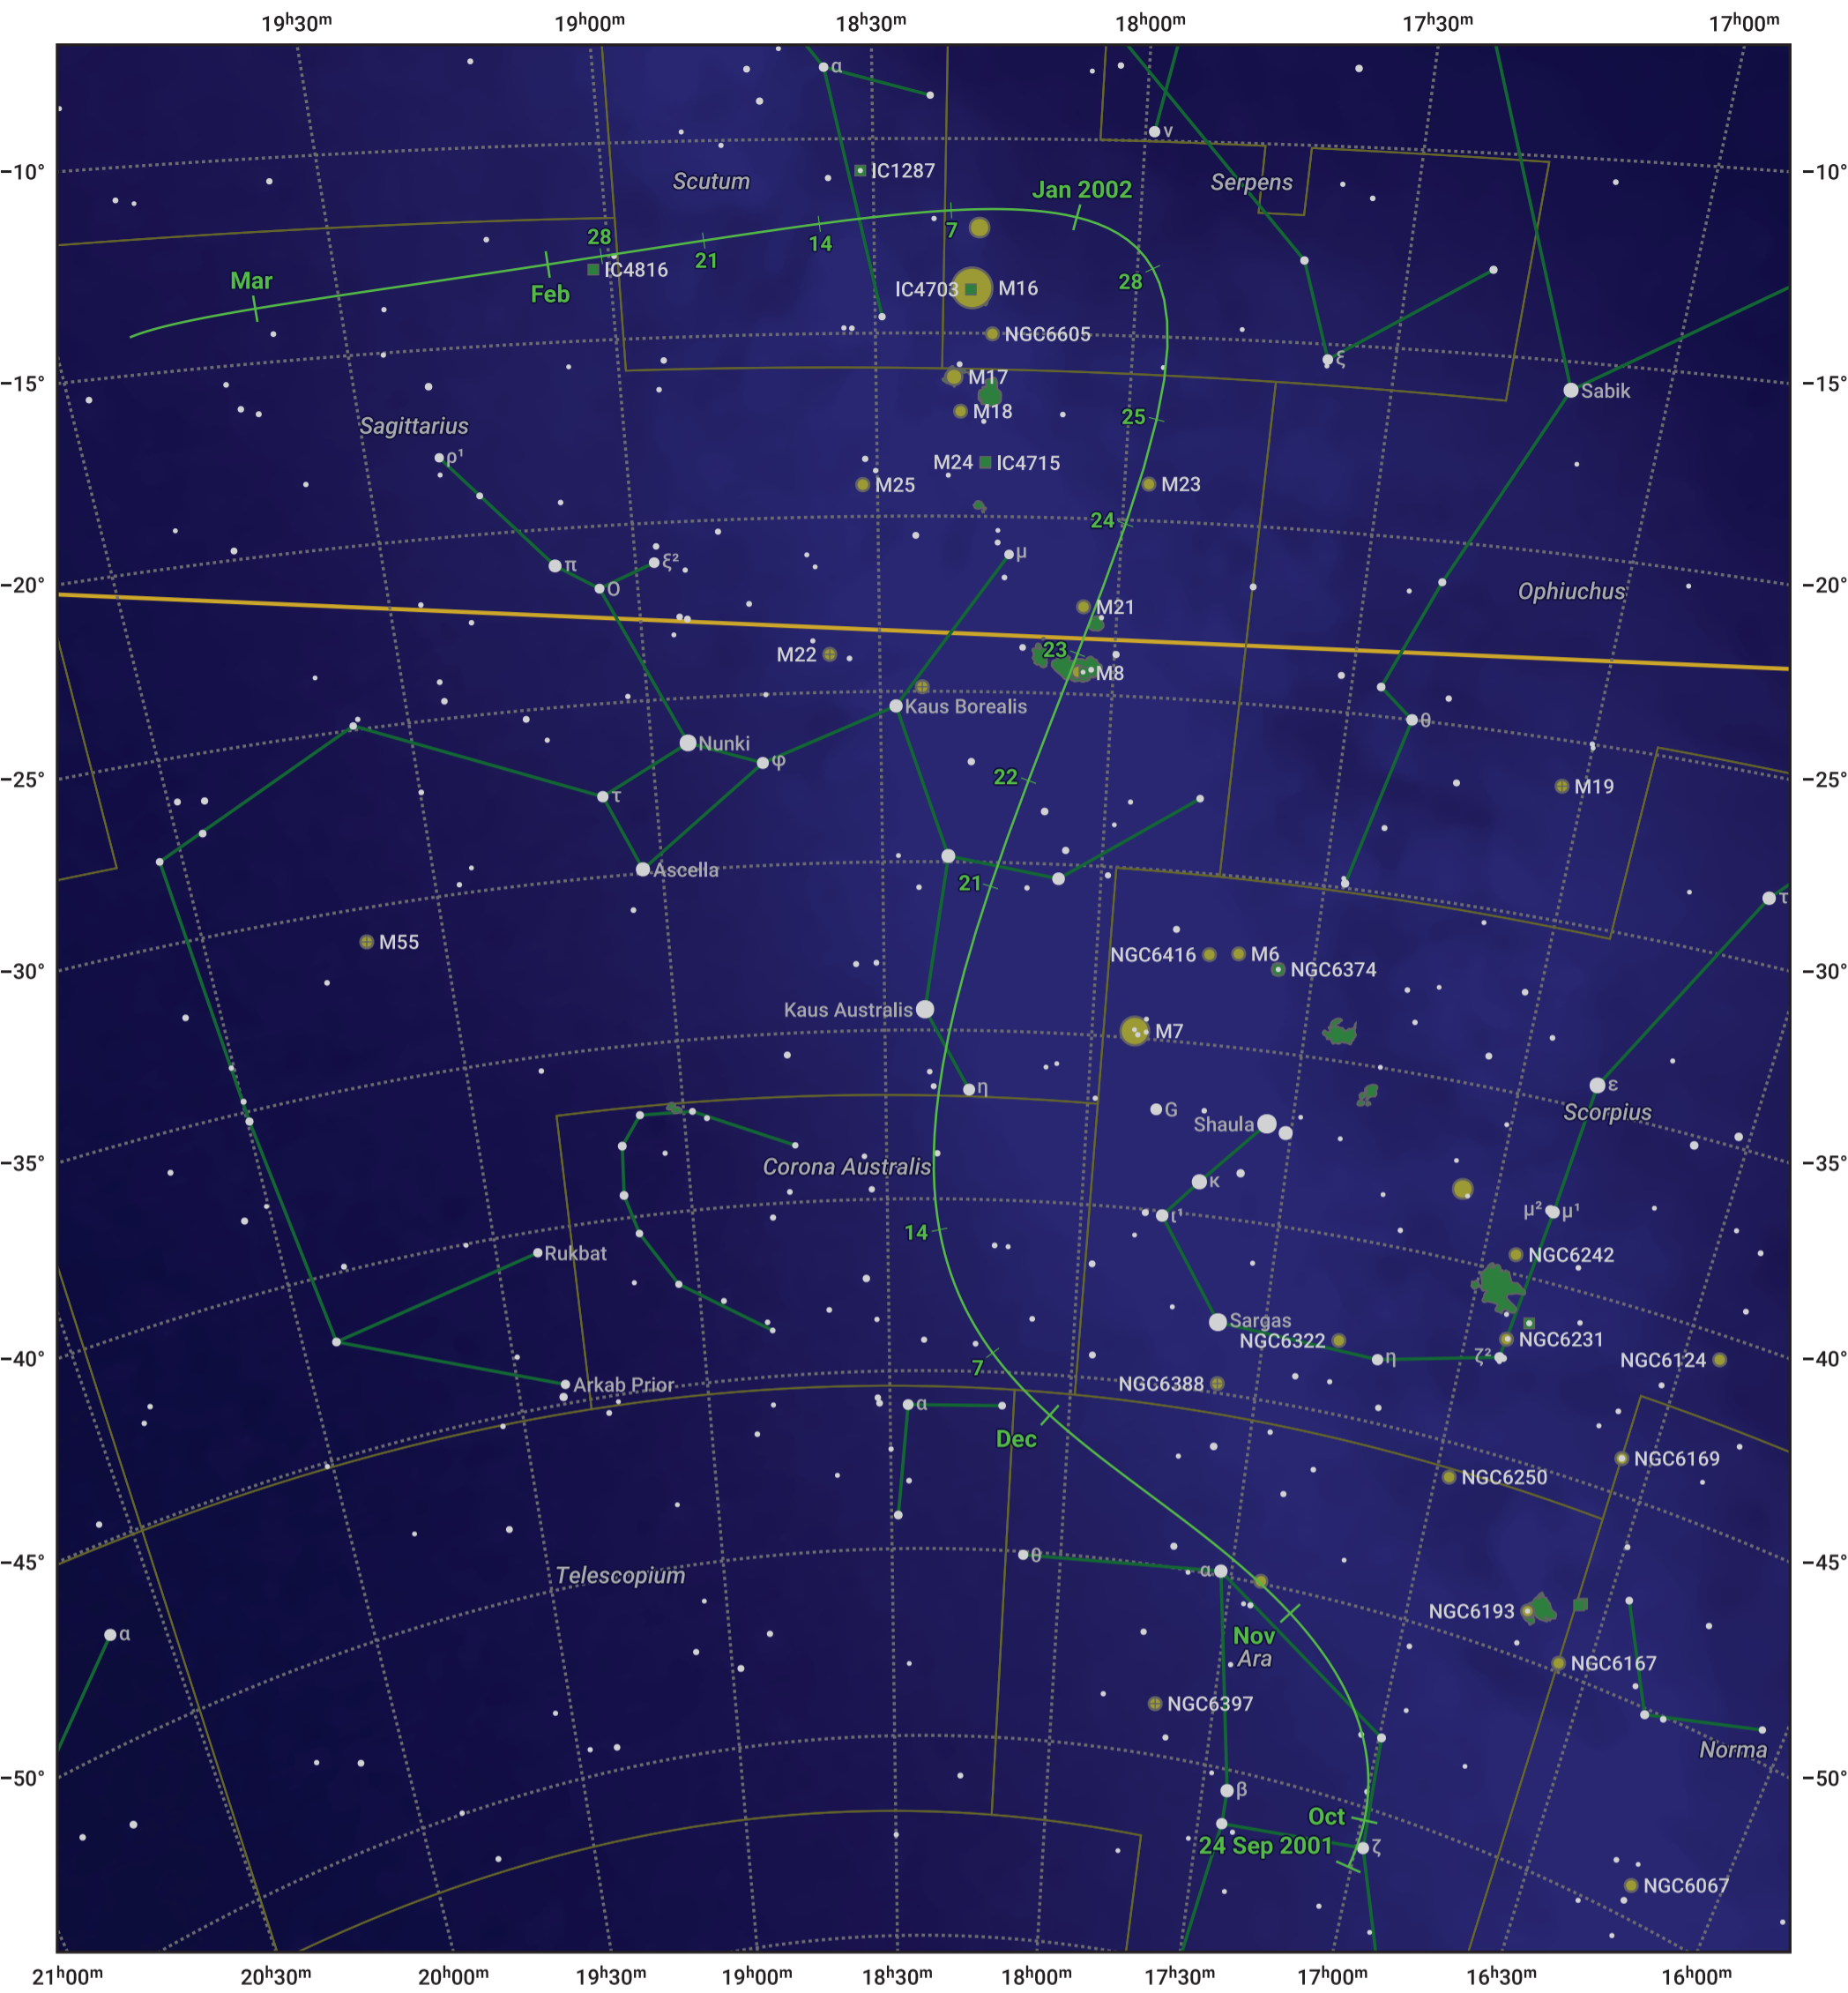 19h30m 19h00m 18h30m 18h00m 17h30m 17h00m
α
ν
−10° IC1287 −10°
Scutum Serpens
Jan 2002
28 7
14
21
IC4816
Mar
28
Feb
IC4703 M16
NGC6605
ξ
M17
−15° −15°
Sabik
M18
25
Sagittarius
ρ¹
M24 IC4715
M25 M23
24
μ
π ξ²
−20° O −20°
Ophiuchus
M21
M22 23
M8
Kaus Borealis
θ
Nunki
φ
22
−25° −25°
M19
τ
Ascella
21
τ
M55
NGC6416 M6
−30° NGC6374 −30°
Kaus Australis
M7
η ε
G Scorpius
Shaula
−35° Corona Australis −35°
κ
ι¹ μ² μ¹
14
Rukbat NGC6242
Sargas
NGC6322 NGC6231
−40° ζ² η NGC6124 −40°
7
Arkab Prior NGC6388
α
Dec
NGC6169
NGC6250
−45° θ −45°
α
Telescopium
NGC6193
α Nov
Ara
NGC6167
NGC6397
Norma
−50° −50°
β
Oct
24 Sep 2001 ζ
NGC6067
21h00m 20h30m 20h00m 19h30m 19h00m 18h30m 18h00m 17h30m 17h00m 16h30m 16h00m